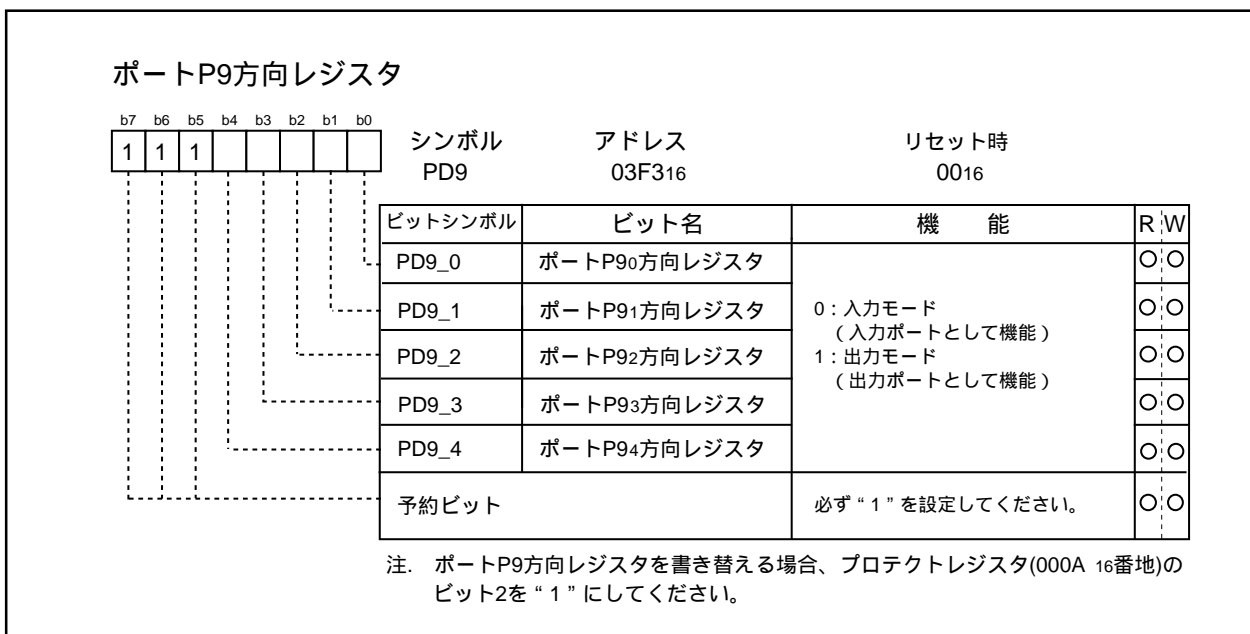 ポートP9方向レジスタ
b7 b6 b5 b4 b3 b2 b1 b0
1 1 1
シンボル アドレス リセット時
PD9 03F316 0016
ビットシンボル ビット名 機 能 R W
PD9_0 ポートP90方向レジスタ ○ ○
PD9_1 ポートP91方向レジスタ 0:入力モード ○ ○
(入力ポートとして機能)
PD9_2 ポートP92方向レジスタ 1:出力モード ○ ○
(出力ポートとして機能)
PD9_3 ポートP93方向レジスタ ○ ○
PD9_4 ポートP94方向レジスタ ○ ○
予約ビット 必ず“1”を設定してください。 ○ ○
注. ポートP9方向レジスタを書き替える場合、プロテクトレジスタ(000A 16番地)の
ビット2を“1”にしてください。